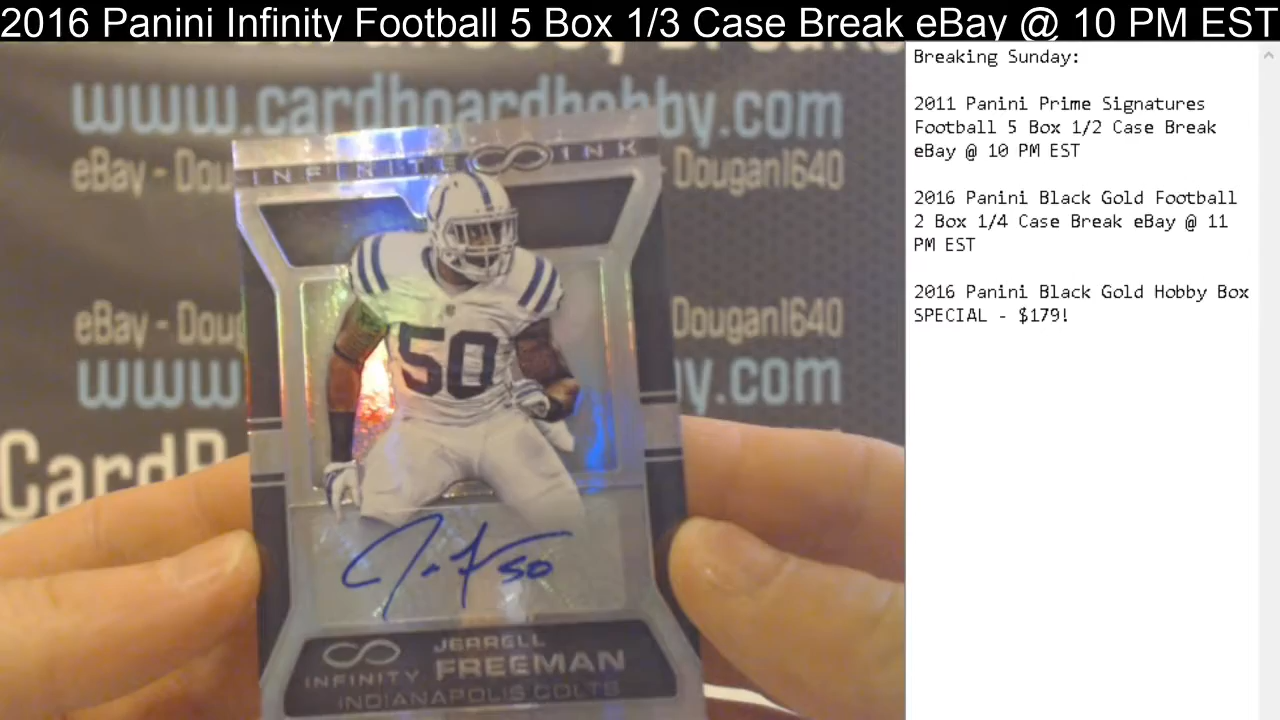 2016 Panini Infinity Football 5 Box 1/3 Case Break eBay @ 10 PM EST
Breaking Sunday:
2011 Panini Prime Signatures
Football 5 Box 1/2 Case Break
eBay @ 10 PM EST
2016 Panini Black Gold Football
2 Box 1/4 Case Break eBay @ 11
PM EST
2016 Panini Black Gold Hobby Box
SPECIAL - $179!
www.cardboardhobby.com
eBay - Dou
Dougan1640
eBay - Doug
Dougan1640
www.
by.com
CardB
INFINITE INK
50
50
JERRELL
FREEMAN
INFINITY
INDIANAPOLIS COLTS